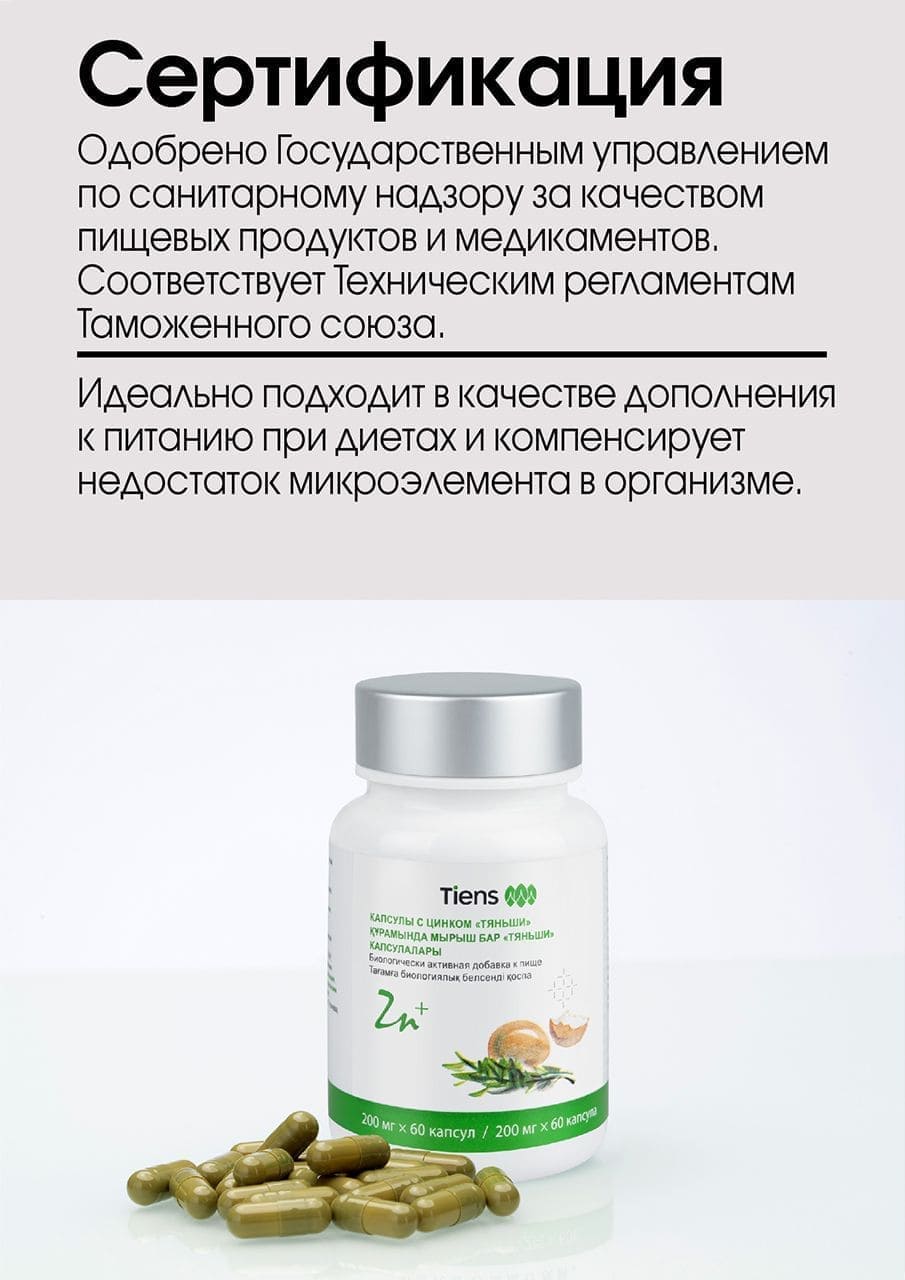 Сертификация
Одобрено Государственным управлением
по санитарному надзору за качеством
пищевых продуктов и медикаментов.
Соответствует Техническим регламентам
Таможенного союза.
Идеально подходит в качестве дополнения
к питанию при диетах и компенсирует
недостаток микроэлемента в организме.
Tiens
КАПСУЛЫ С ЦИНКОМ «ТЯНЬШИ»
ҚҰРАМЫНДА МЫРЫШ БАР «ТЯНЬШИ»
КАПСУЛАЛАРЫ
Биологически активная добавка к пище
Тағамға биологиялық белсенді қоспа
Zn+
200 мг × 60 капсул / 200 мг × 60 капсула